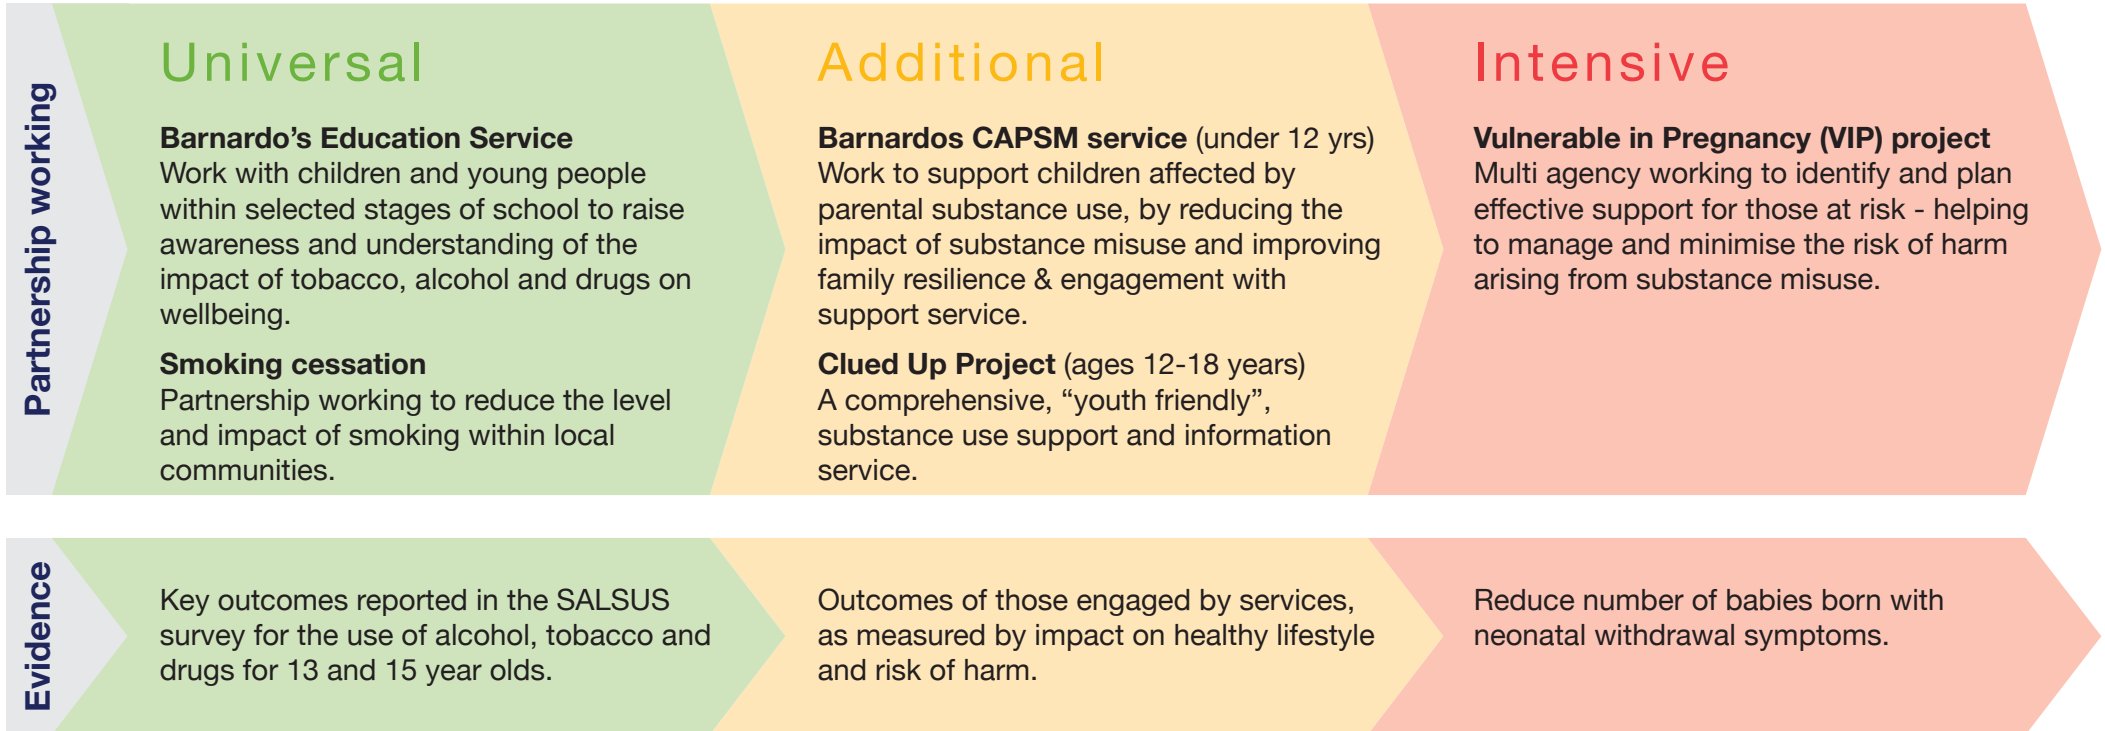 Partnership working
Universal
Barnardo’s Education Service
Work with children and young people
within selected stages of school to raise
awareness and understanding of the
impact of tobacco, alcohol and drugs on
wellbeing.
Smoking cessation
Partnership working to reduce the level
and impact of smoking within local
communities.
Additional
Barnardos CAPSM service (under 12 yrs)
Work to support children affected by
parental substance use, by reducing the
impact of substance misuse and improving
family resilience & engagement with
support service.
Clued Up Project (ages 12-18 years)
A comprehensive, “youth friendly”,
substance use support and information
service.
Intensive
Vulnerable in Pregnancy (VIP) project
Multi agency working to identify and plan
effective support for those at risk - helping
to manage and minimise the risk of harm
arising from substance misuse.
Evidence
Key outcomes reported in the SALSUS
survey for the use of alcohol, tobacco and
drugs for 13 and 15 year olds.
Outcomes of those engaged by services,
as measured by impact on healthy lifestyle
and risk of harm.
Reduce number of babies born with
neonatal withdrawal symptoms.